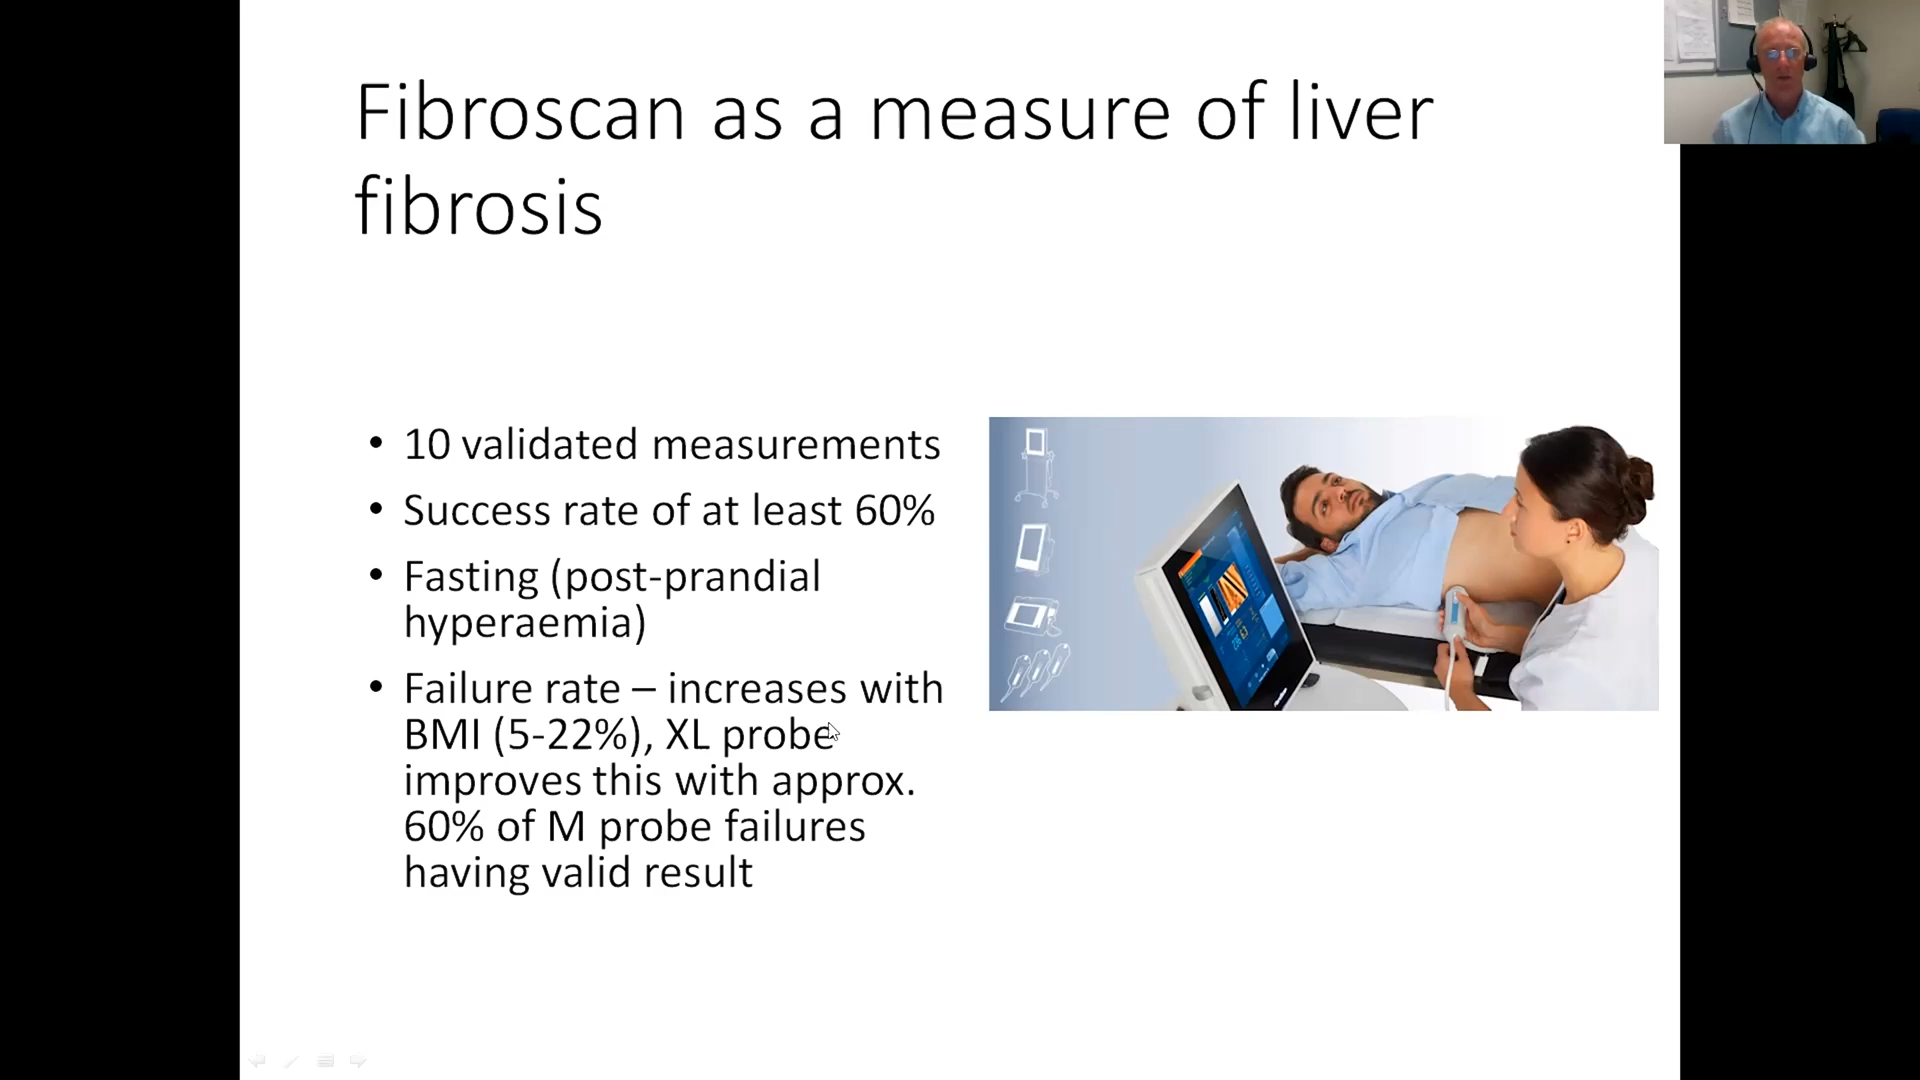 Fibroscan as a measure of liver
fibrosis
• 10 validated measurements
• Success rate of at least 60%
• Fasting (post-prandial
hyperaemia)
• Failure rate – increases with
BMI (5-22%), XL probe
improves this with approx.
60% of M probe failures
having valid result